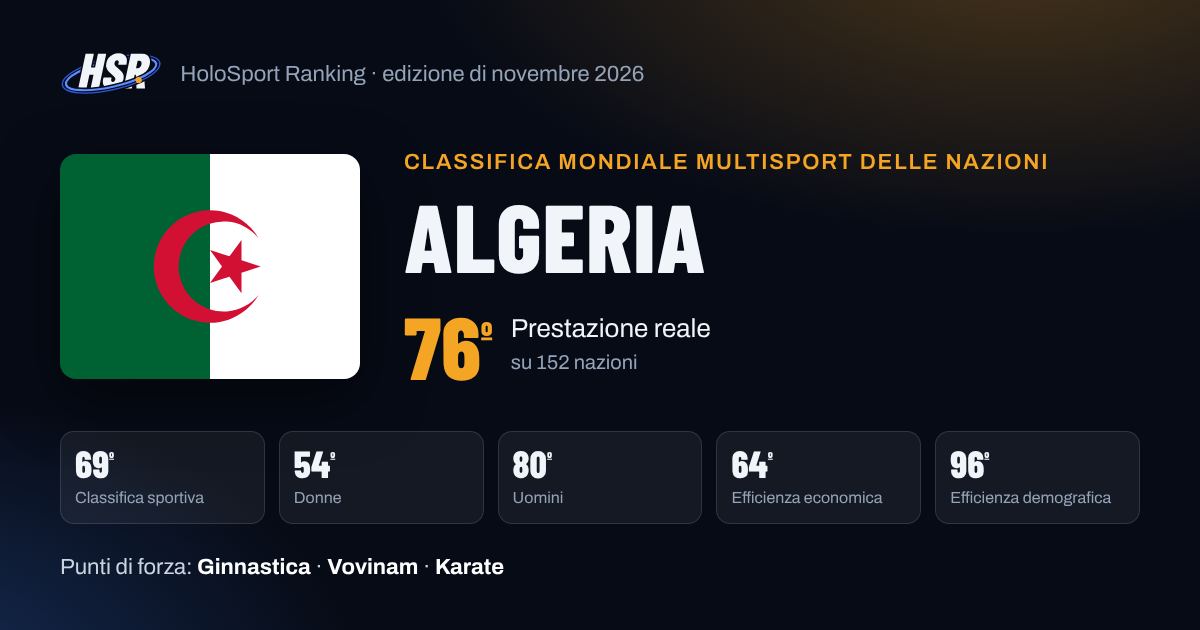 HSR
HoloSport Ranking · edizione di novembre 2026
CLASSIFICA MONDIALE MULTISPORT DELLE NAZIONI
ALGERIA
76º
Prestazione reale
su 152 nazioni
69º
Classifica sportiva
54º
Donne
80º
Uomini
64º
Efficienza economica
96º
Efficienza demografica
Punti di forza: Ginnastica · Vovinam · Karate